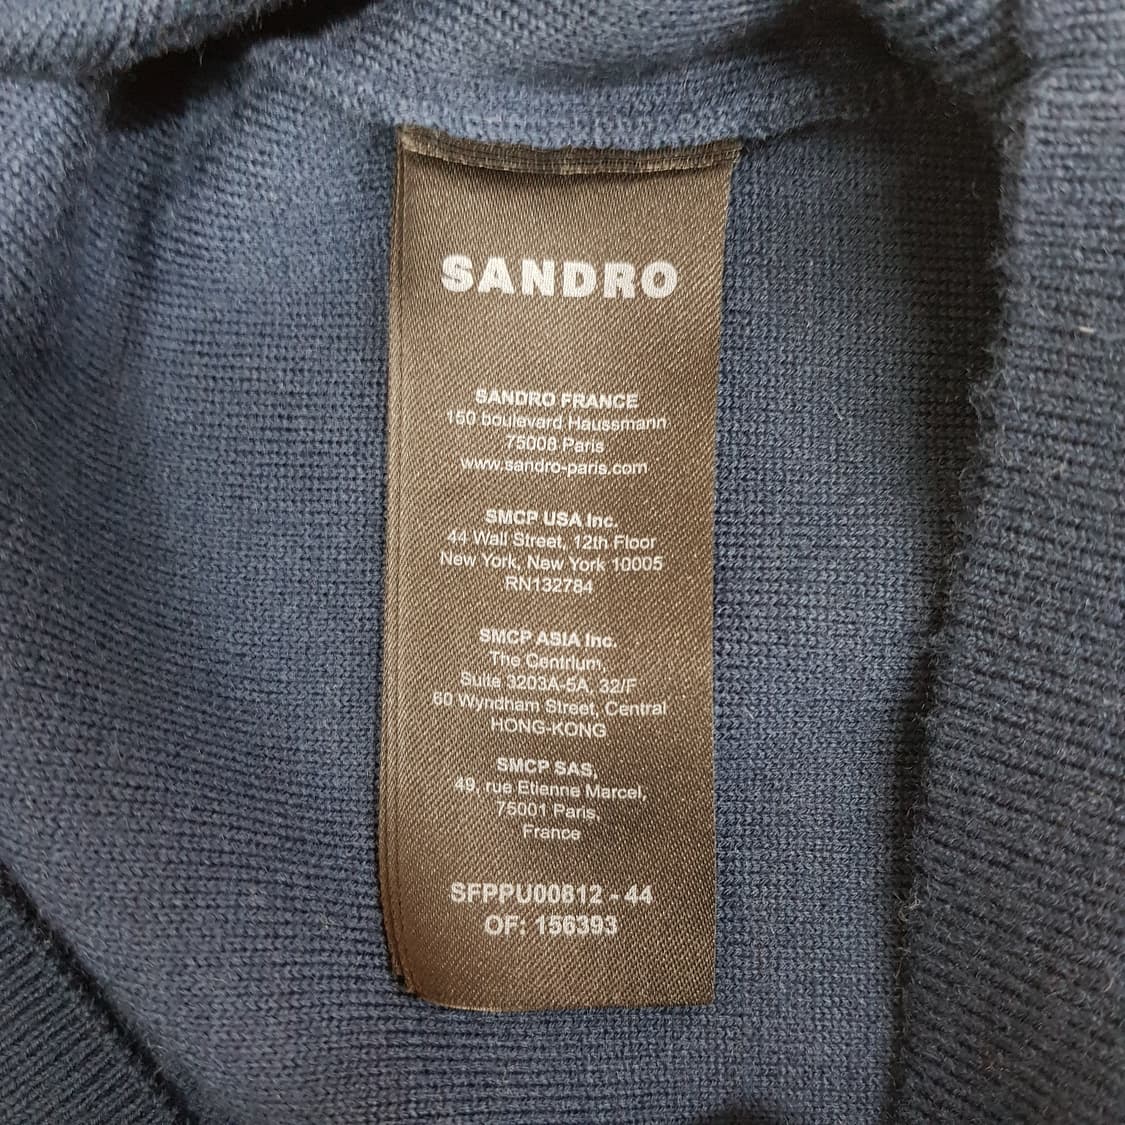 SANDRO
SANDRO FRANCE
150 boulevard Haussmann
75008 Paris
www.sandro-paris.com
SMCP USA Inc.
44 Wall Street, 12th Floor
New York, New York 10005
RN132784
SMCP ASIA Inc.
The Centrium,
Suite 3203A-5A, 32/F
60 Wyndham Street, Central
HONG-KONG
SMCP SAS,
49, rue Etienne Marcel,
75001 Paris,
France
SFPPU00812 - 44
OF: 156393